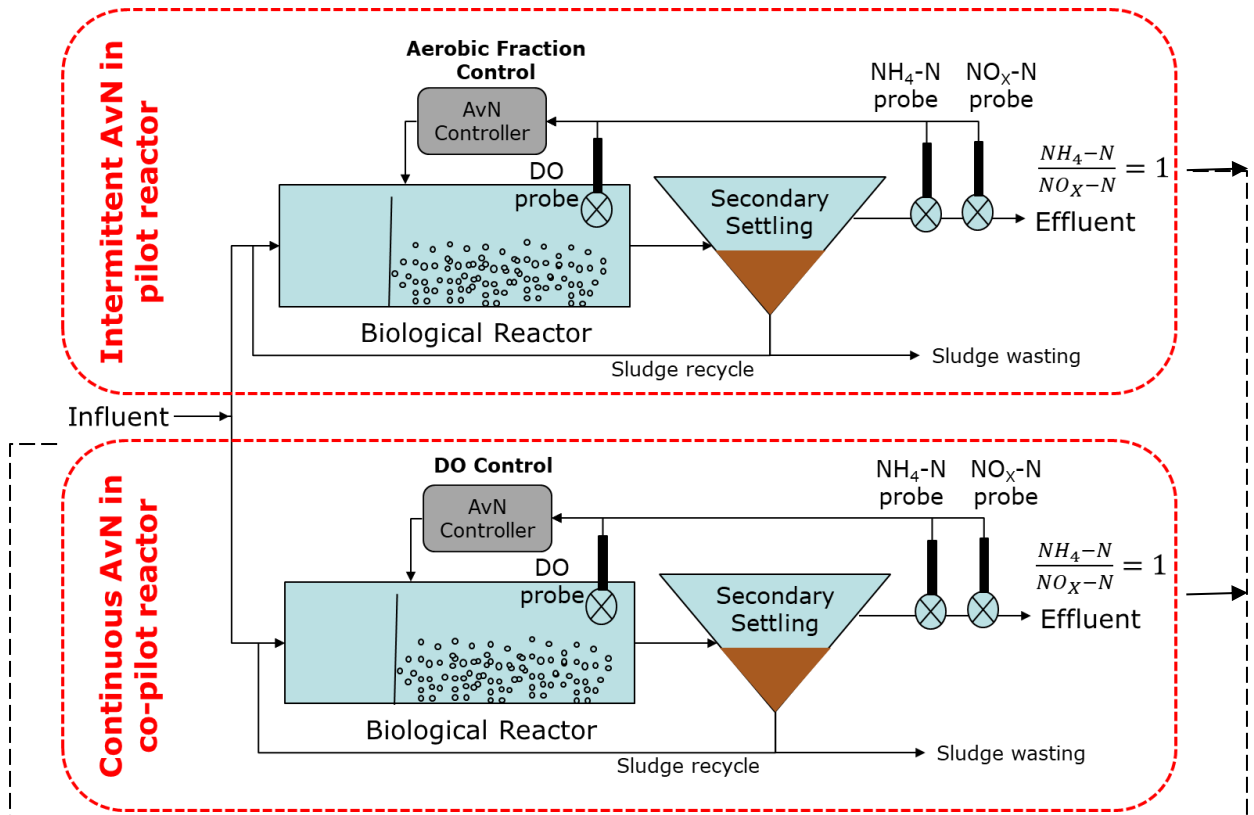 Intermittent AvN in
pilot reactor
Aerobic Fraction
Control
AvN
Controller
DO
probe
NH₄-N
probe
NOₓ-N
probe
Secondary
Settling
NH₄−N
NOₓ−N
= 1
Effluent
Biological Reactor
Sludge recycle
Sludge wasting
Influent
Continuous AvN in
co-pilot reactor
DO Control
AvN
Controller
DO
probe
NH₄-N
probe
NOₓ-N
probe
Secondary
Settling
NH₄−N
NOₓ−N
= 1
Effluent
Biological Reactor
Sludge recycle
Sludge wasting